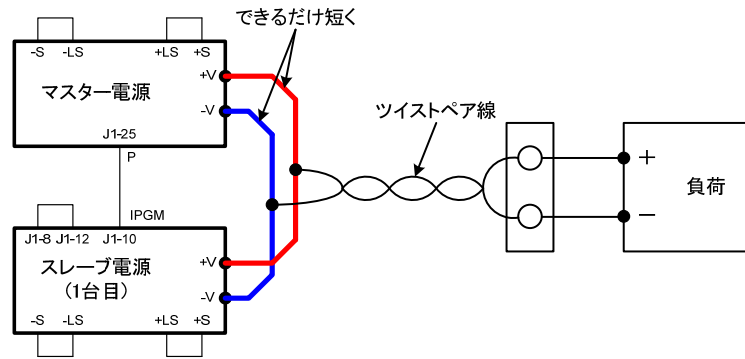 できるだけ短く
-S -LS +LS +S
+V
マスター電源
-V
J1-25
P
ツイストペア線
+
負荷
−
IPGM
J1-8 J1-12 J1-10
+V
スレーブ電源
(1台目)
-V
-S -LS +LS +S